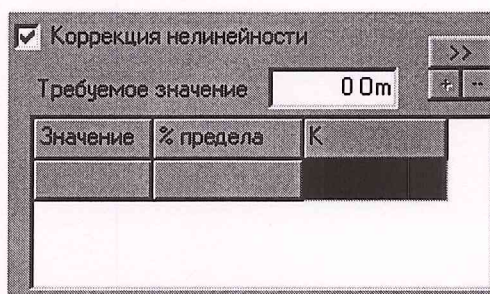 Коррекция нелинейности
>>
Требуемое значение 0 0m + --
Значение % предела K